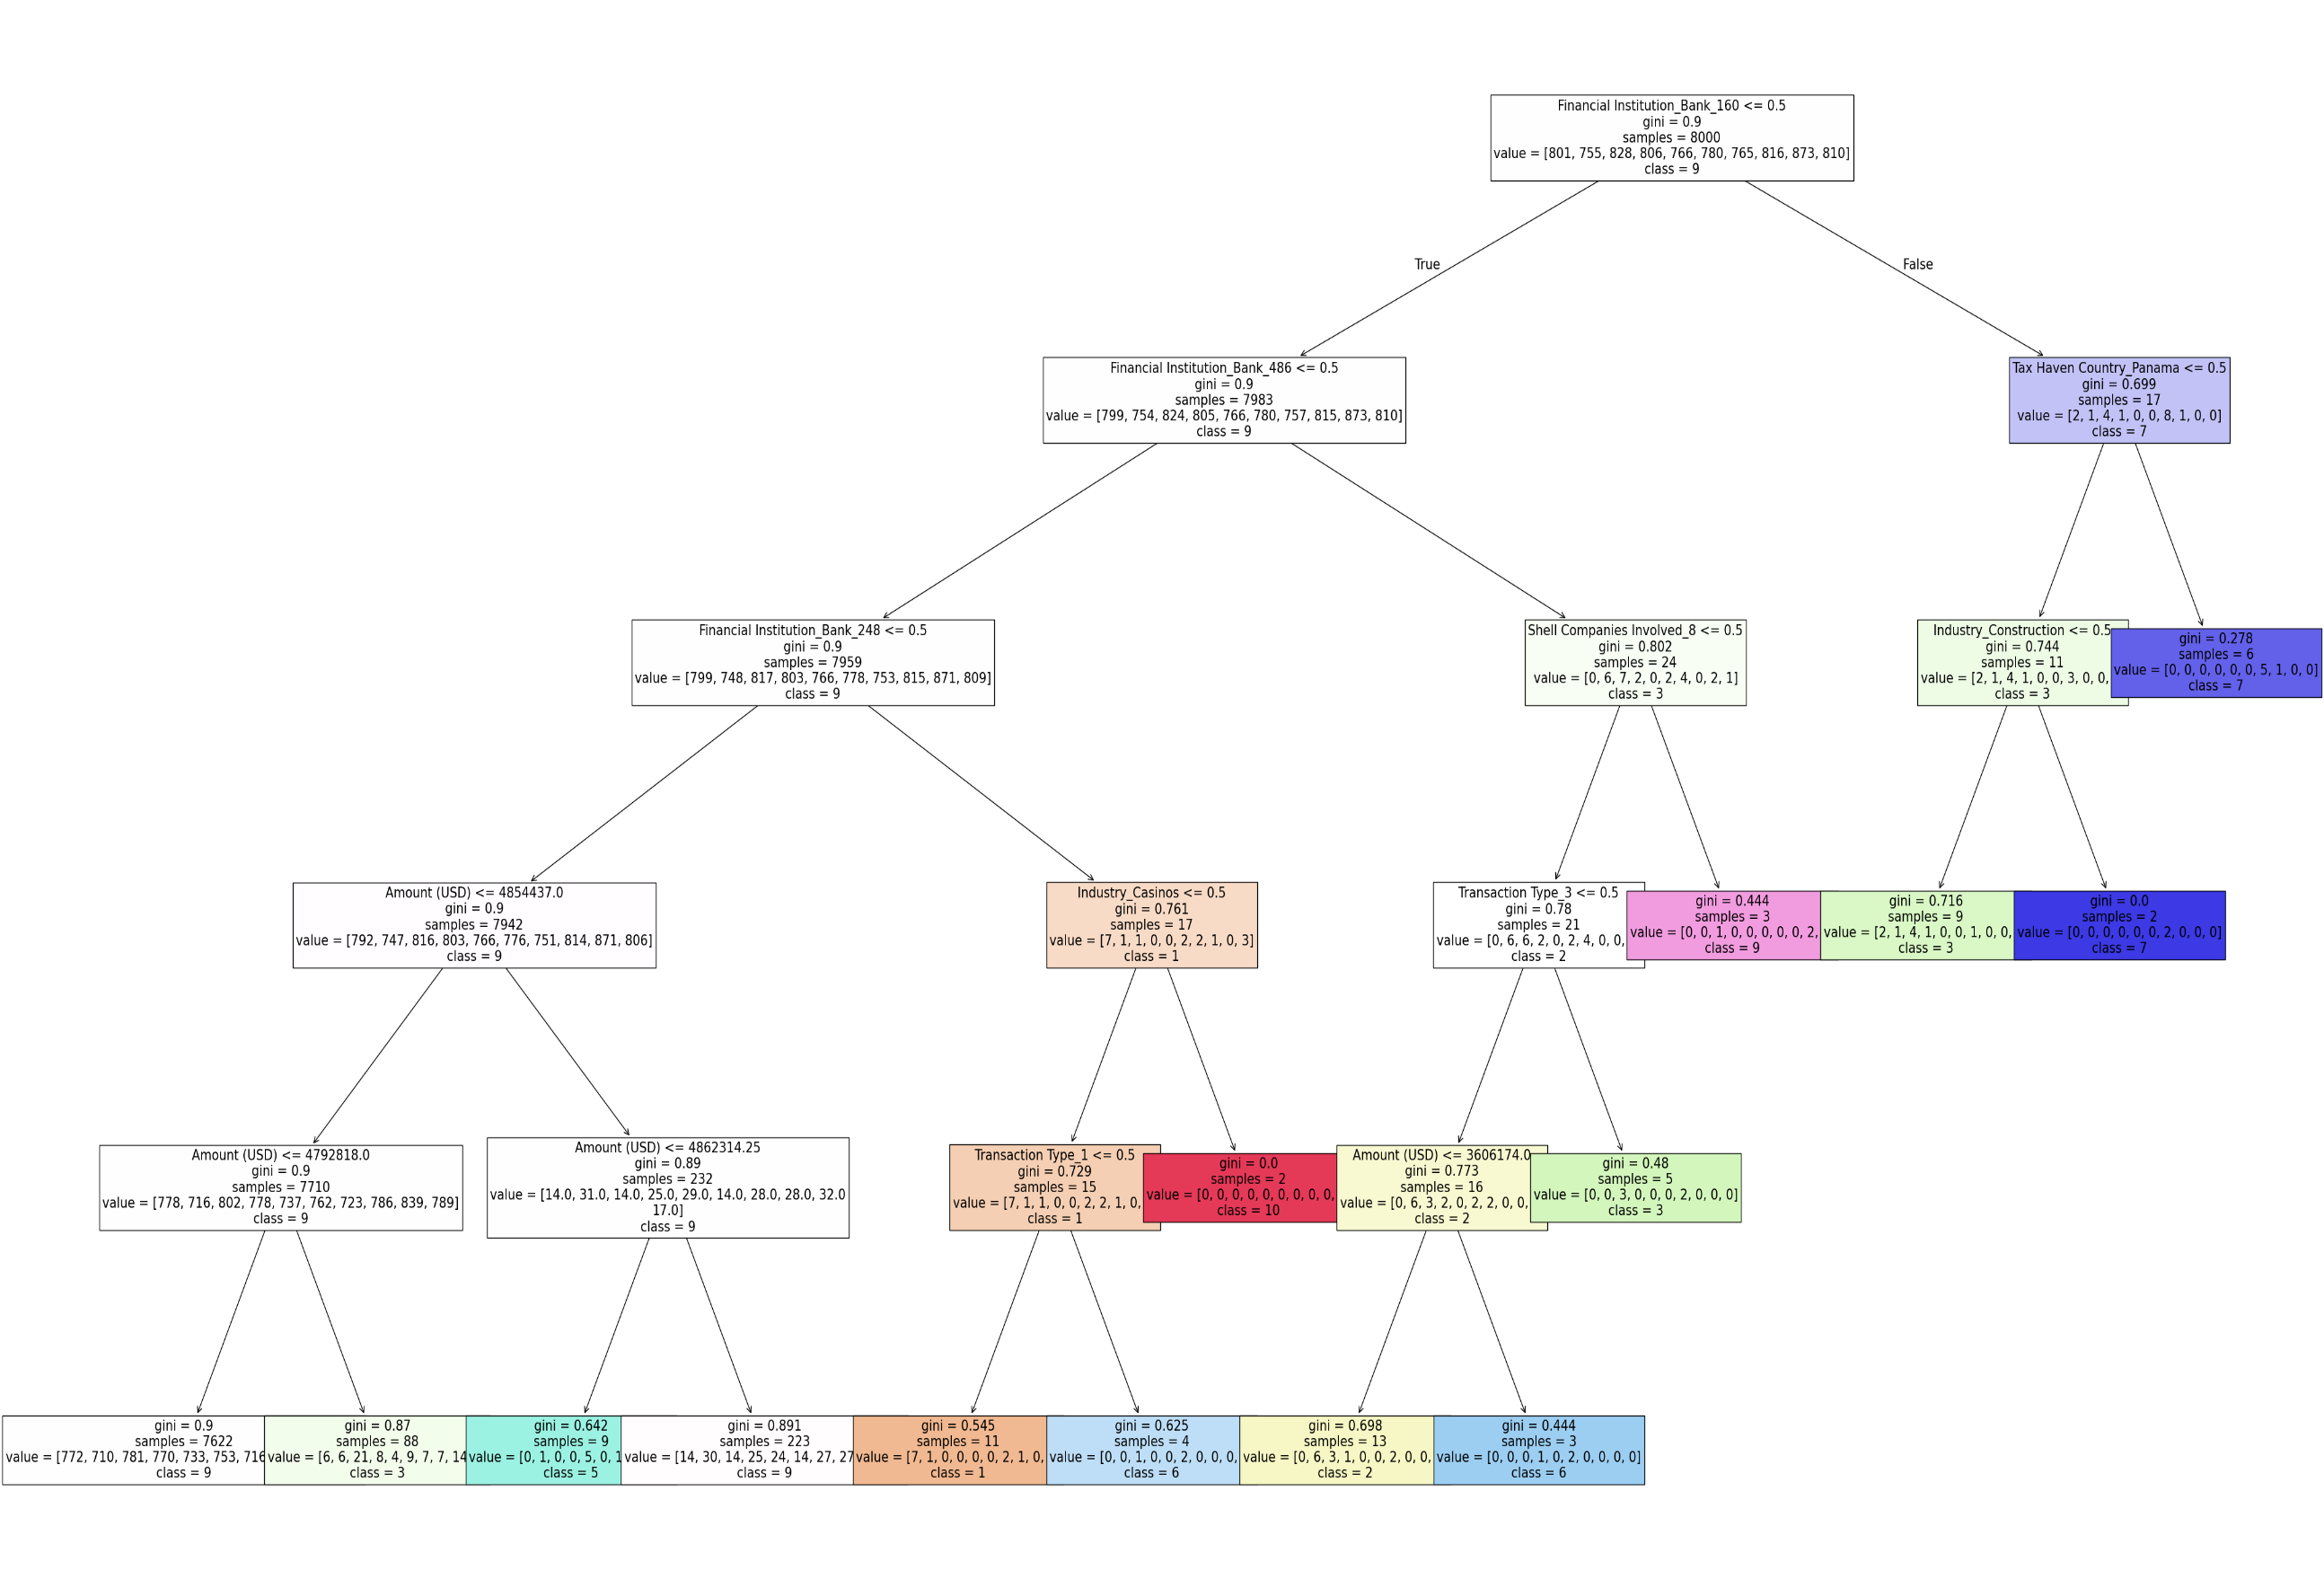 Financial Institution_Bank_160 <= 0.5
gini = 0.9
samples = 8000
value = [801, 755, 828, 806, 766, 780, 765, 816, 873, 810]
class = 9
True
False
Financial Institution_Bank_486 <= 0.5
gini = 0.9
samples = 7983
value = [799, 754, 824, 805, 766, 780, 757, 815, 873, 810]
class = 9
Tax Haven Country_Panama <= 0.5
gini = 0.699
samples = 17
value = [2, 1, 4, 1, 0, 0, 8, 1, 0, 0]
class = 7
Financial Institution_Bank_248 <= 0.5
gini = 0.9
samples = 7959
value = [799, 748, 817, 803, 766, 778, 753, 815, 871, 809]
class = 9
Shell Companies Involved_8 <= 0.5
gini = 0.802
samples = 24
value = [0, 6, 7, 2, 0, 2, 4, 0, 2, 1]
class = 3
Industry_Construction <= 0.5
gini = 0.744
samples = 11
value = [2, 1, 4, 1, 0, 0, 3, 0, 0,
class = 3
gini = 0.278
samples = 6
value = [0, 0, 0, 0, 0, 0, 5, 1, 0, 0]
class = 7
Amount (USD) <= 4854437.0
gini = 0.9
samples = 7942
value = [792, 747, 816, 803, 766, 776, 751, 814, 871, 806]
class = 9
Industry_Casinos <= 0.5
gini = 0.761
samples = 17
value = [7, 1, 1, 0, 0, 2, 2, 1, 0, 3]
class = 1
Transaction Type_3 <= 0.5
gini = 0.78
samples = 21
value = [0, 6, 6, 2, 0, 2, 4, 0, 0,
class = 2
gini = 0.444
samples = 3
value = [0, 0, 1, 0, 0, 0, 0, 0, 2,
class = 9
gini = 0.716
samples = 9
value = [2, 1, 4, 1, 0, 0, 1, 0, 0,
class = 3
gini = 0.0
samples = 2
value = [0, 0, 0, 0, 0, 0, 2, 0, 0, 0]
class = 7
Amount (USD) <= 4792818.0
gini = 0.9
samples = 7710
value = [778, 716, 802, 778, 737, 762, 723, 786, 839, 789]
class = 9
Amount (USD) <= 4862314.25
gini = 0.89
samples = 232
value = [14.0, 31.0, 14.0, 25.0, 29.0, 14.0, 28.0, 28.0, 32.0
17.0]
class = 9
Transaction Type_1 <= 0.5
gini = 0.729
samples = 15
value = [7, 1, 1, 0, 0, 2, 2, 1, 0,
class = 1
gini = 0.0
samples = 2
value = [0, 0, 0, 0, 0, 0, 0, 0, 0,
class = 10
Amount (USD) <= 3606174.0
gini = 0.773
samples = 16
value = [0, 6, 3, 2, 0, 2, 2, 0, 0,
class = 2
gini = 0.48
samples = 5
value = [0, 0, 3, 0, 0, 0, 2, 0, 0, 0]
class = 3
gini = 0.9
samples = 7622
value = [772, 710, 781, 770, 733, 753, 716
class = 9
gini = 0.87
samples = 88
value = [6, 6, 21, 8, 4, 9, 7, 7, 14
class = 3
gini = 0.642
samples = 9
value = [0, 1, 0, 0, 5, 0, 1
class = 5
gini = 0.891
samples = 223
value = [14, 30, 14, 25, 24, 14, 27, 27
class = 9
gini = 0.545
samples = 11
value = [7, 1, 0, 0, 0, 0, 2, 1, 0,
class = 1
gini = 0.625
samples = 4
value = [0, 0, 1, 0, 0, 2, 0, 0, 0,
class = 6
gini = 0.698
samples = 13
value = [0, 6, 3, 1, 0, 0, 2, 0, 0,
class = 2
gini = 0.444
samples = 3
value = [0, 0, 0, 1, 0, 2, 0, 0, 0, 0]
class = 6